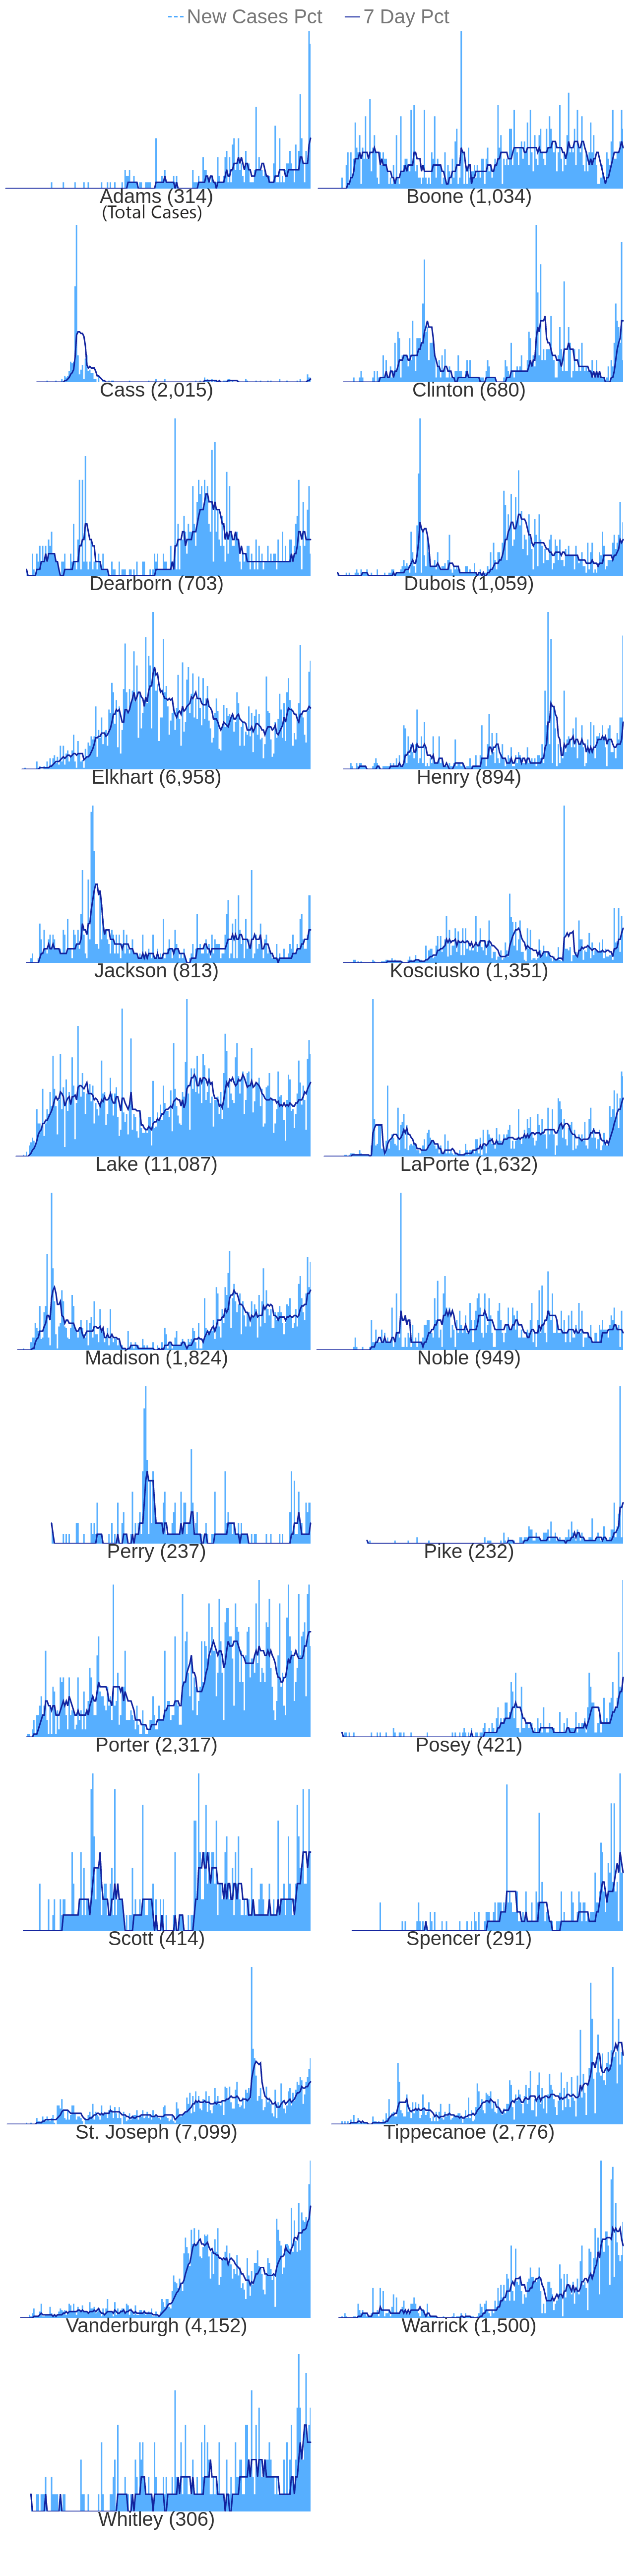 New Cases Pct 7 Day Pct
Adams (314) Boone (1,034)
(Total Cases)
Cass (2,015) Clinton (680)
Dearborn (703) Dubois (1,059)
Elkhart (6,958) Henry (894)
Jackson (813) Kosciusko (1,351)
Lake (11,087) LaPorte (1,632)
Madison (1,824) Noble (949)
Perry (237) Pike (232)
Porter (2,317) Posey (421)
Scott (414) Spencer (291)
St. Joseph (7,099) Tippecanoe (2,776)
Vanderburgh (4,152) Warrick (1,500)
Whitley (306)